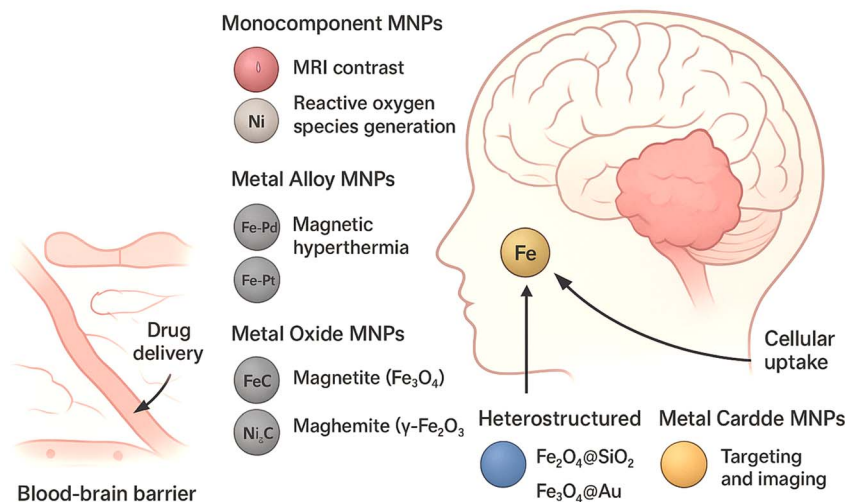 Monocomponent MNPs
MRI contrast
Ni
Reactive oxygen
species generation
Metal Alloy MNPs
Fe-Pd
Magnetic
hyperthermia
Fe-Pt
Metal Oxide MNPs
FeC
Magnetite (Fe₃O₄)
Ni₃C
Maghemite (γ-Fe₂O₃
Drug
delivery
Blood-brain barrier
Fe
Cellular
uptake
Heterostructured
Fe₂O₄@SiO₂
Fe₃O₄@Au
Metal Cardde MNPs
Targeting
and imaging